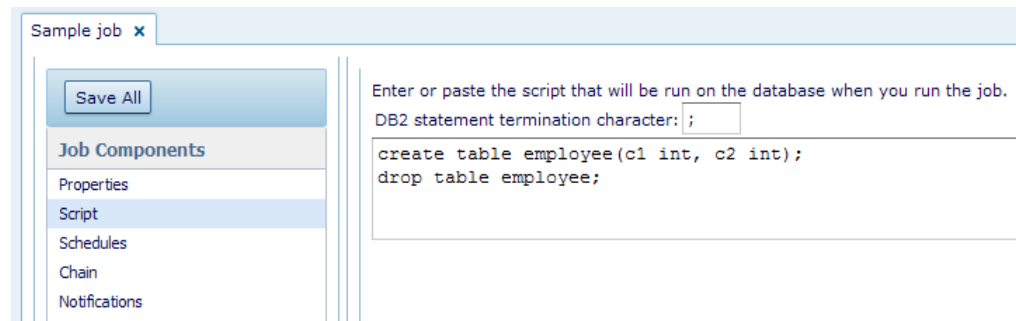 Sample job x
Save All
Enter or paste the script that will be run on the database when you run the job.
DB2 statement termination character: ;
Job Components
Properties
Script
Schedules
Chain
Notifications
create table employee(c1 int, c2 int);
drop table employee;